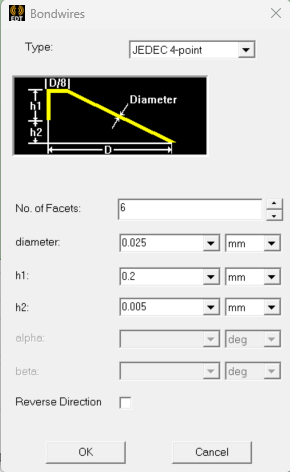 EDT Bondwires
Type: JEDEC 4-point
D/8
h1
Diameter
h2
D
No. of Facets: 6
diameter: 0.025 mm
h1: 0.2 mm
h2: 0.005 mm
alpha: deg
beta: deg
Reverse Direction
OK Cancel